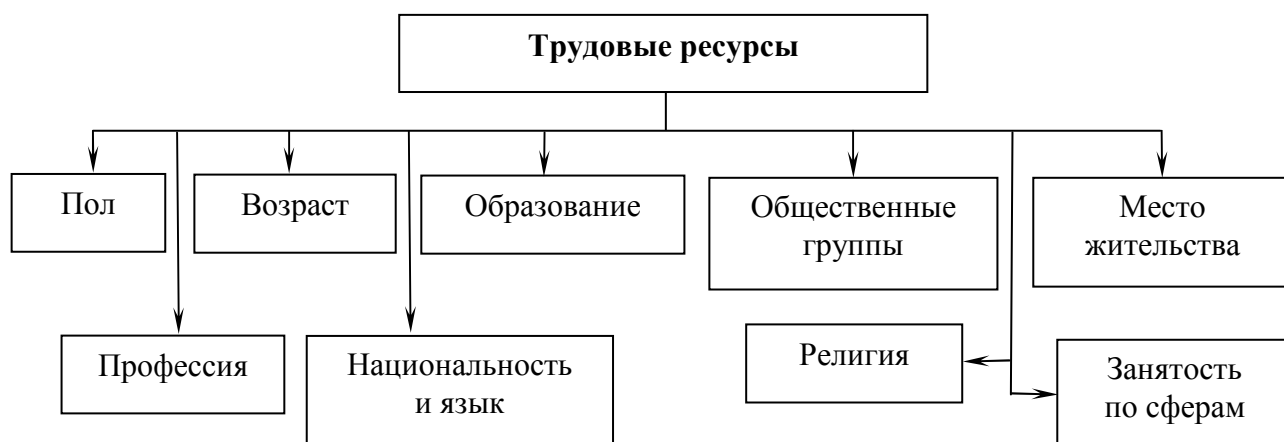 Трудовые ресурсы
Пол
Возраст
Образование
Общественные
группы
Место
жительства
Профессия
Национальность
и язык
Религия
Занятость
по сферам